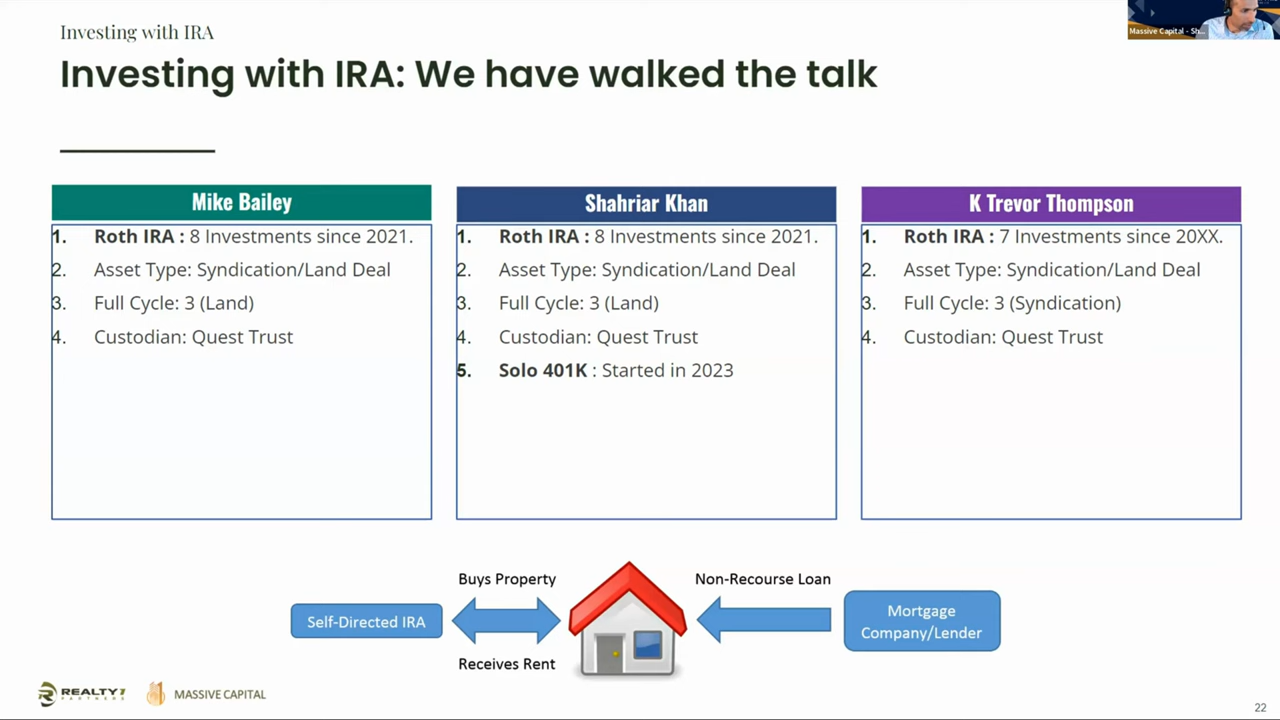 Investing with IRA
Massive Capital - Sh...
Investing with IRA: We have walked the talk
Mike Bailey
1. Roth IRA : 8 Investments since 2021.
2. Asset Type: Syndication/Land Deal
3. Full Cycle: 3 (Land)
4. Custodian: Quest Trust
Shahriar Khan
1. Roth IRA : 8 Investments since 2021.
2. Asset Type: Syndication/Land Deal
3. Full Cycle: 3 (Land)
4. Custodian: Quest Trust
5. Solo 401K : Started in 2023
K Trevor Thompson
1. Roth IRA : 7 Investments since 20XX.
2. Asset Type: Syndication/Land Deal
3. Full Cycle: 3 (Syndication)
4. Custodian: Quest Trust
Self-Directed IRA
Buys Property
Receives Rent
Non-Recourse Loan
Mortgage
Company/Lender
REALTY
PARTNERS
MASSIVE CAPITAL
22